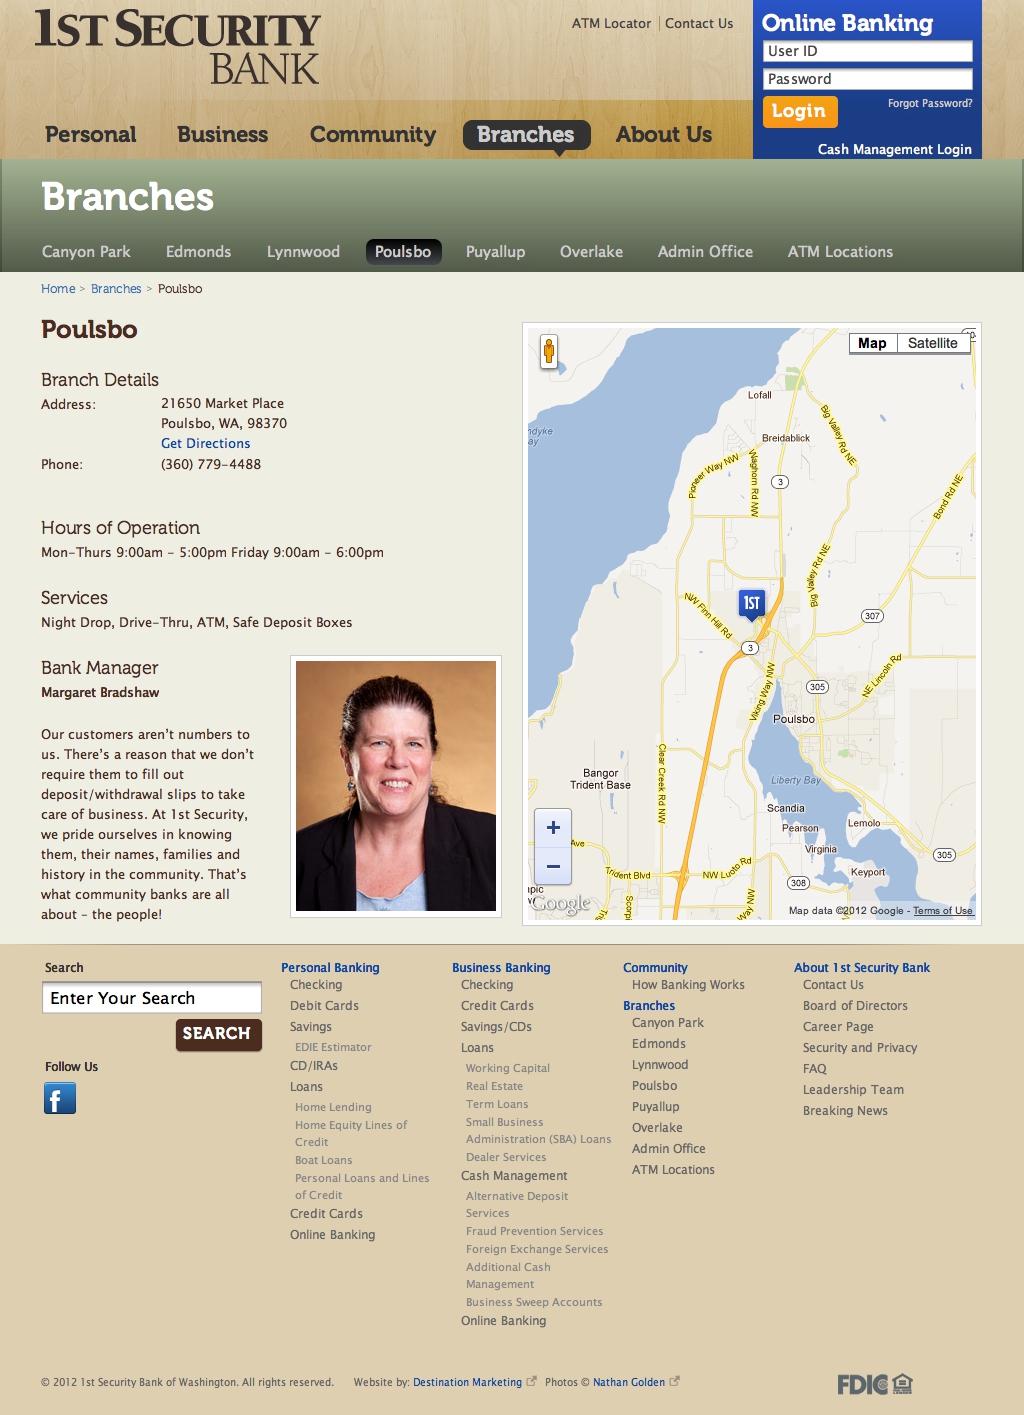 1ST SECURITY
BANK
ATM Locator | Contact Us
Online Banking
User ID
Password
Login
Forgot Password?
Cash Management Login
Personal Business Community Branches About Us
Branches
Canyon Park Edmonds Lynnwood Poulsbo Puyallup Overlake Admin Office ATM Locations
Home > Branches > Poulsbo
Poulsbo
Branch Details
Address: 21650 Market Place
Poulsbo, WA, 98370
Get Directions
Phone: (360) 779-4488
Hours of Operation
Mon-Thurs 9:00am - 5:00pm Friday 9:00am - 6:00pm
Services
Night Drop, Drive-Thru, ATM, Safe Deposit Boxes
Bank Manager
Margaret Bradshaw
Our customers aren't numbers to
us. There's a reason that we don't
require them to fill out
deposit/withdrawal slips to take
care of business. At 1st Security,
we pride ourselves in knowing
them, their names, families and
history in the community. That's
what community banks are all
about - the people!
Map Satellite
Lofall
Breidablick
Big Valley Rd NE
Pioneer Way NW
Waghorn Rd NW
3
Bond Rd NE
Big Valley Rd NE
1ST
NW Finn Hill Rd
307
3
NE Lincoln Rd
305
Viking Way NW
Poulsbo
Clear Creek Rd NW
Bangor
Trident Base
Liberty Bay
Scandia
Pearson
Lemolo
Virginia
305
Keyport
+
−
Ave
Trident Blvd
NW Luoto Rd
308
Google
Map data ©2012 Google - Terms of Use
Search
Enter Your Search
SEARCH
Follow Us
f
Personal Banking
Checking
Debit Cards
Savings
EDIE Estimator
CD/IRAs
Loans
Home Lending
Home Equity Lines of
Credit
Boat Loans
Personal Loans and Lines
of Credit
Credit Cards
Online Banking
Business Banking
Checking
Credit Cards
Savings/CDs
Loans
Working Capital
Real Estate
Term Loans
Small Business
Administration (SBA) Loans
Dealer Services
Cash Management
Alternative Deposit
Services
Fraud Prevention Services
Foreign Exchange Services
Additional Cash
Management
Business Sweep Accounts
Online Banking
Community
How Banking Works
Branches
Canyon Park
Edmonds
Lynnwood
Poulsbo
Puyallup
Overlake
Admin Office
ATM Locations
About 1st Security Bank
Contact Us
Board of Directors
Career Page
Security and Privacy
FAQ
Leadership Team
Breaking News
© 2012 1st Security Bank of Washington. All rights reserved. Website by: Destination Marketing Photos © Nathan Golden
FDIC